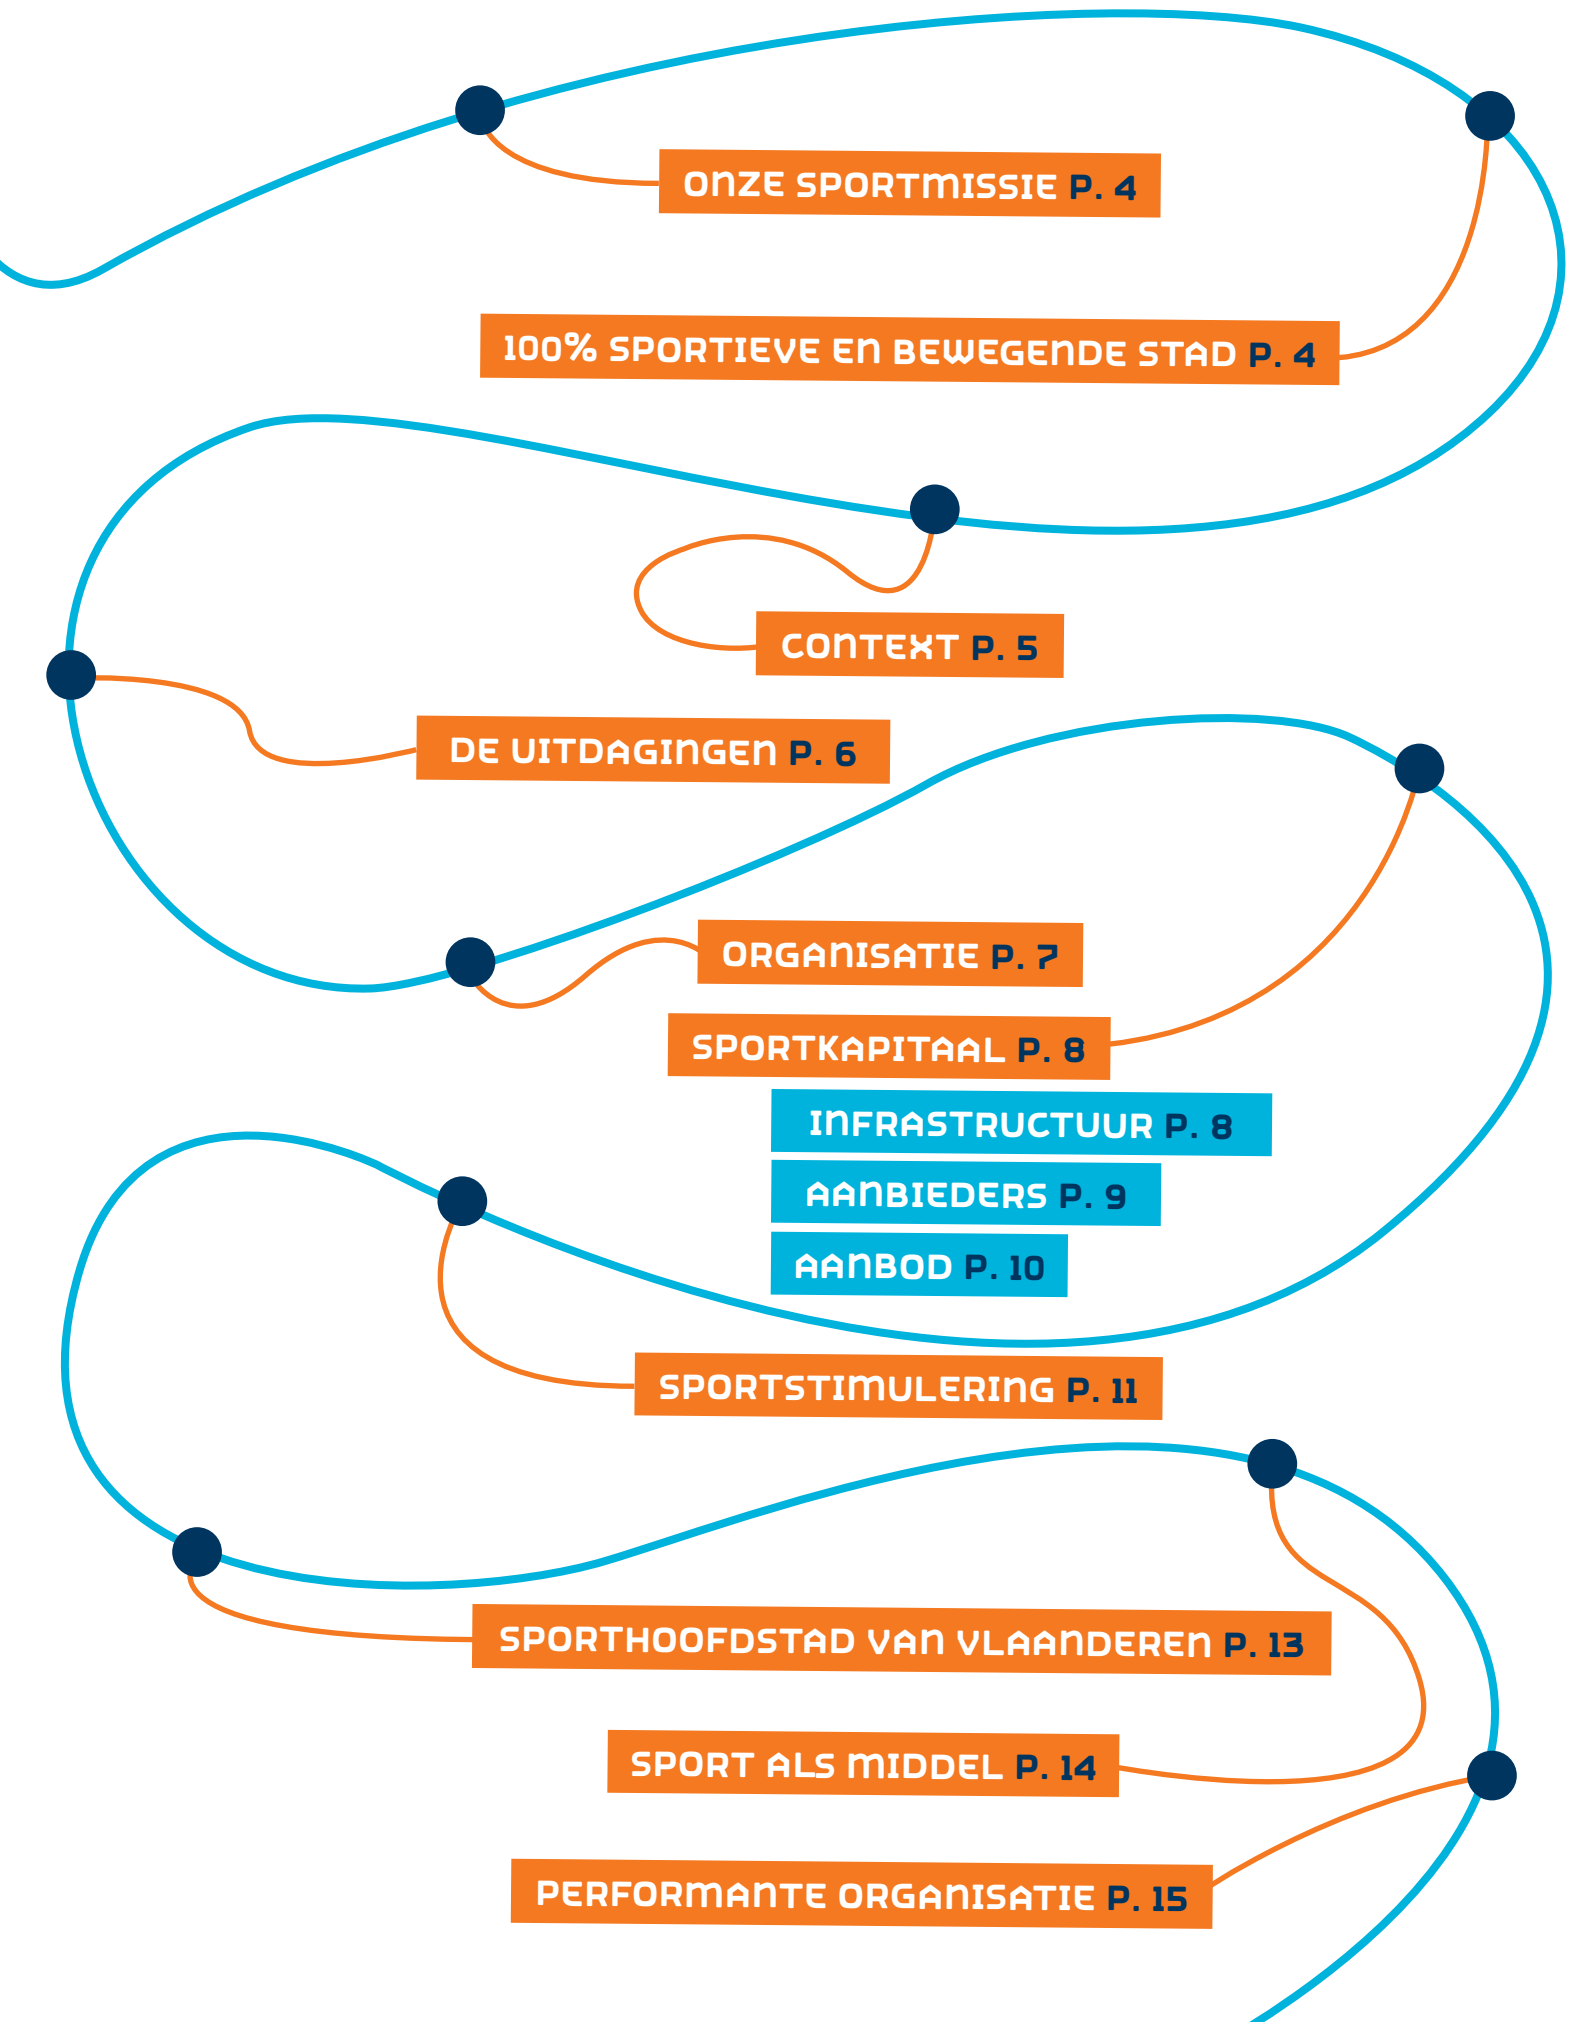 ONZE SPORTMISSIE P. 4
100% SPORTIEVE EN BEWEGENDE STAD P. 4
CONTEXT P. 5
DE UITDAGINGEN P. 6
ORGANISATIE P. 7
SPORTKAPITAAL P. 8
INFRASTRUCTUUR P. 8
AANBIEDERS P. 9
AANBOD P. 10
SPORTSTIMULERING P. 11
SPORTHOOFDSTAD VAN VLAANDEREN P. 13
SPORT ALS MIDDEL P. 14
PERFORMANTE ORGANISATIE P. 15